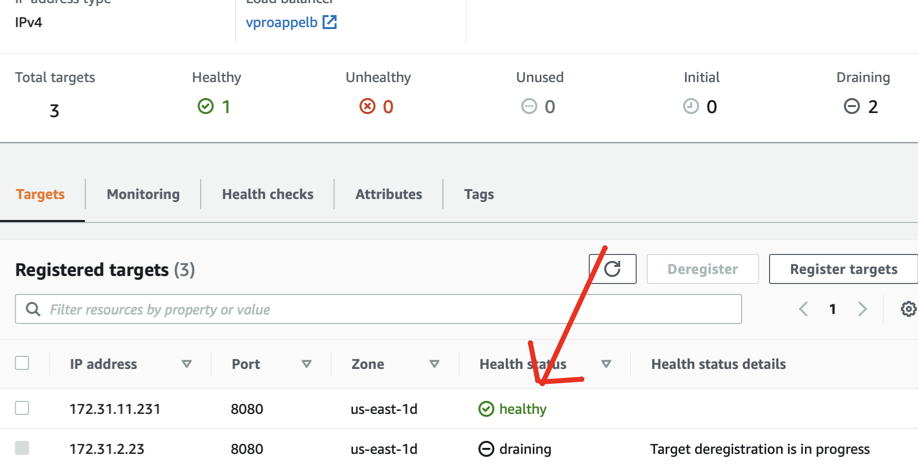 IP address type
Load balancer
IPv4
vproappelb
Total targets
Healthy
Unhealthy
Unused
Initial
Draining
3
1
0
0
0
2
Targets
Monitoring
Health checks
Attributes
Tags
Registered targets (3)
Deregister
Register targets
Filter resources by property or value
1
IP address
Port
Zone
Health status
Health status details
172.31.11.231
8080
us-east-1d
healthy
172.31.2.23
8080
us-east-1d
draining
Target deregistration is in progress